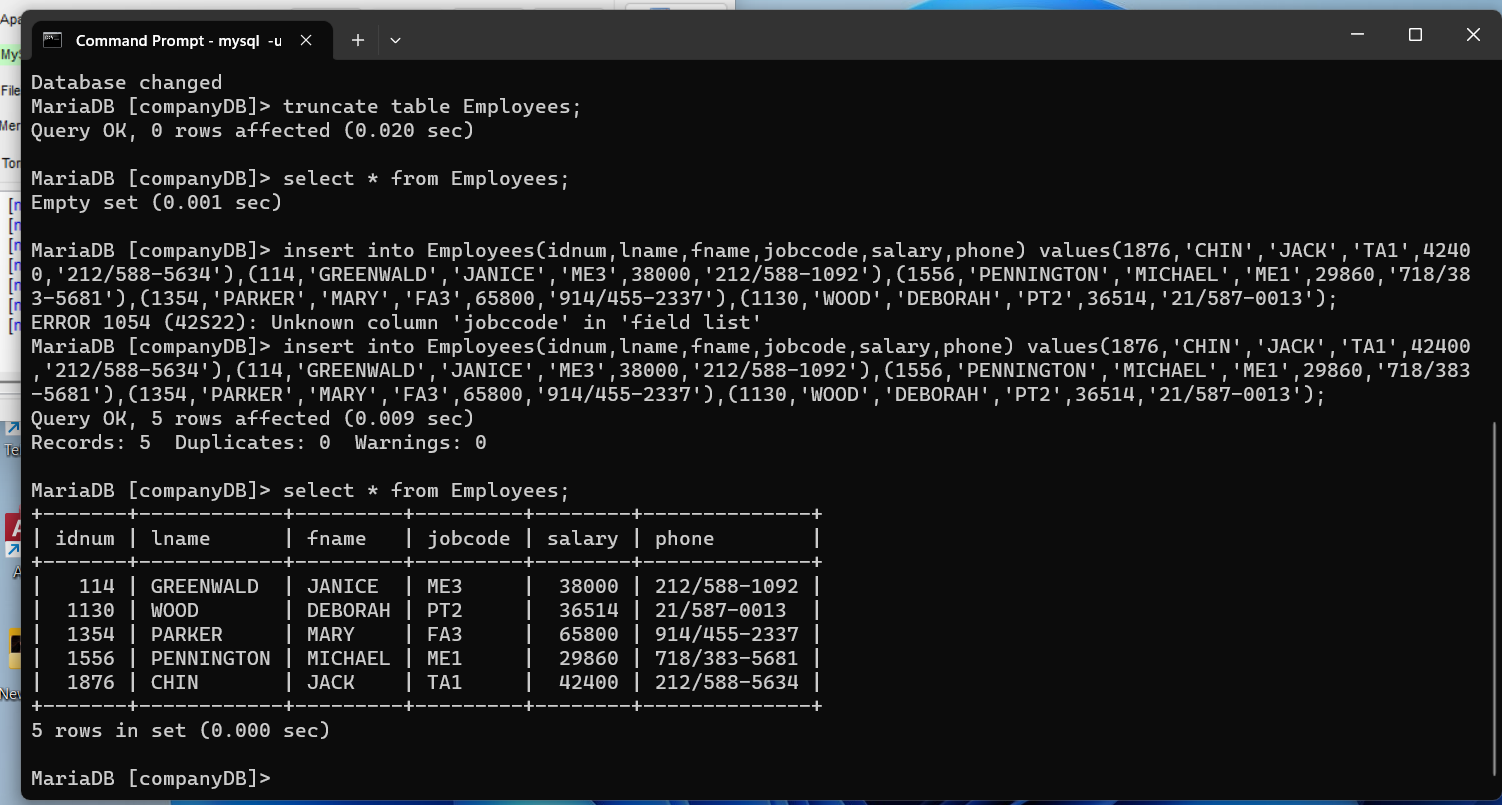 Apa
Command Prompt - mysql  -u
MyS
File
Mer
Tor
Database changed
MariaDB [companyDB]> truncate table Employees;
Query OK, 0 rows affected (0.020 sec)
MariaDB [companyDB]> select * from Employees;
Empty set (0.001 sec)
[n
[n
[n
[n
[n
[n
[n
MariaDB [companyDB]> insert into Employees(idnum,lname,fname,jobccode,salary,phone) values(1876,'CHIN','JACK','TA1',4240
0,'212/588-5634'),(114,'GREENWALD','JANICE','ME3',38000,'212/588-1092'),(1556,'PENNINGTON','MICHAEL','ME1',29860,'718/38
3-5681'),(1354,'PARKER','MARY','FA3',65800,'914/455-2337'),(1130,'WOOD','DEBORAH','PT2',36514,'21/587-0013');
ERROR 1054 (42S22): Unknown column 'jobccode' in 'field list'
MariaDB [companyDB]> insert into Employees(idnum,lname,fname,jobcode,salary,phone) values(1876,'CHIN','JACK','TA1',42400
,'212/588-5634'),(114,'GREENWALD','JANICE','ME3',38000,'212/588-1092'),(1556,'PENNINGTON','MICHAEL','ME1',29860,'718/383
-5681'),(1354,'PARKER','MARY','FA3',65800,'914/455-2337'),(1130,'WOOD','DEBORAH','PT2',36514,'21/587-0013');
Query OK, 5 rows affected (0.009 sec)
Records: 5  Duplicates: 0  Warnings: 0
MariaDB [companyDB]> select * from Employees;
+-------+------------+---------+---------+--------+--------------+
| idnum | lname      | fname   | jobcode | salary | phone        |
+-------+------------+---------+---------+--------+--------------+
|   114 | GREENWALD  | JANICE  | ME3     |  38000 | 212/588-1092 |
|  1130 | WOOD       | DEBORAH | PT2     |  36514 | 21/587-0013  |
|  1354 | PARKER     | MARY    | FA3     |  65800 | 914/455-2337 |
|  1556 | PENNINGTON | MICHAEL | ME1     |  29860 | 718/383-5681 |
|  1876 | CHIN       | JACK    | TA1     |  42400 | 212/588-5634 |
+-------+------------+---------+---------+--------+--------------+
5 rows in set (0.000 sec)
MariaDB [companyDB]>